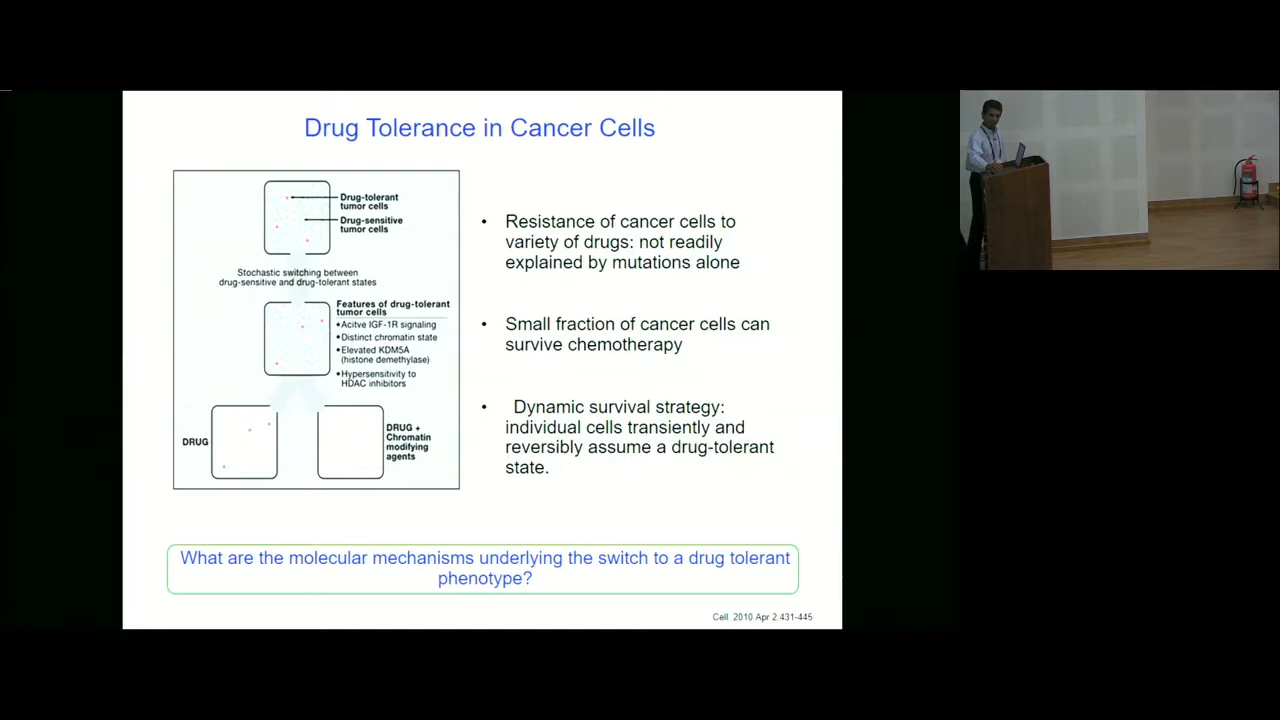 Drug Tolerance in Cancer Cells
Drug-tolerant
tumor cells
Drug-sensitive
tumor cells
Stochastic switching between
drug-sensitive and drug-tolerant states
Features of drug-tolerant
tumor cells
•Acitve IGF-1R signaling
•Distinct chromatin state
•Elevated KDM5A
(histone demethylase)
•Hypersensitivity to
HDAC inhibitors
DRUG
DRUG +
Chromatin
modifying
agents
• Resistance of cancer cells to
variety of drugs: not readily
explained by mutations alone
• Small fraction of cancer cells can
survive chemotherapy
• Dynamic survival strategy:
individual cells transiently and
reversibly assume a drug-tolerant
state.
What are the molecular mechanisms underlying the switch to a drug tolerant
phenotype?
Cell 2010 Apr 2 431-445